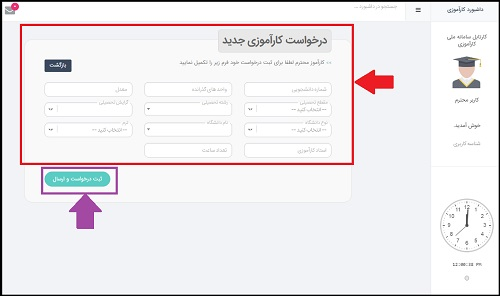 داشبورد کارآموزی
جستجو در داشبورد...
کارتابل سامانه ملی
کارآموزی
کاربر محترم
خوش آمدید.
شناسه کاربری
12:00:38 PM
درخواست کارآموزی جدید
>> کارآموز محترم لطفا برای ثبت درخواست خود فرم زیر را تکمیل نمایید
بازگشت
شماره دانشجویی
واحدهای گذرانده
معدل
مقطع تحصیلی
-- انتخاب کنید --
رشته تحصیلی
گرایش تحصیلی
-- انتخاب کنید --
نوع دانشگاه
-- انتخاب کنید --
نام دانشگاه
ترم
-- انتخاب کنید --
استاد کارآموزی
تعداد ساعت
ثبت درخواست و ارسال